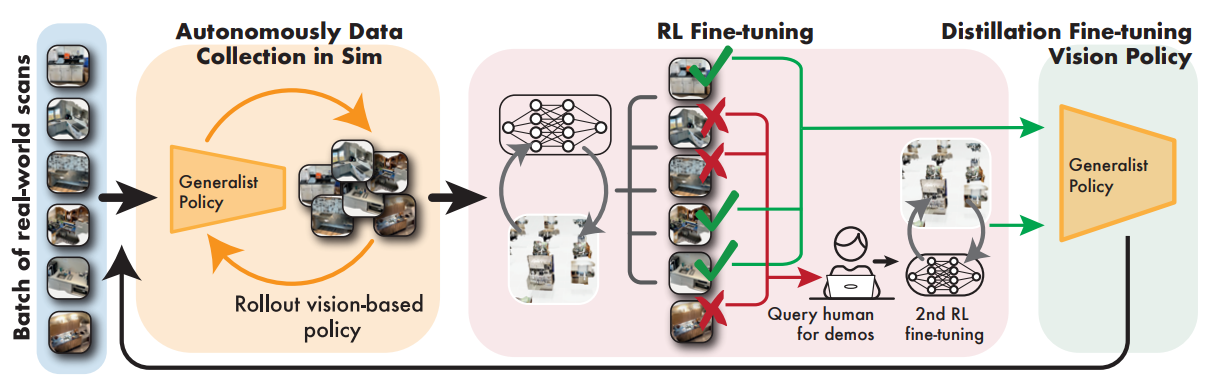 Batch of real-world scans
Autonomously Data
Collection in Sim
Generalist
Policy
Rollout vision-based
policy
RL Fine-tuning
Query human
for demos
2nd RL
fine-tuning
Distillation Fine-tuning
Vision Policy
Generalist
Policy